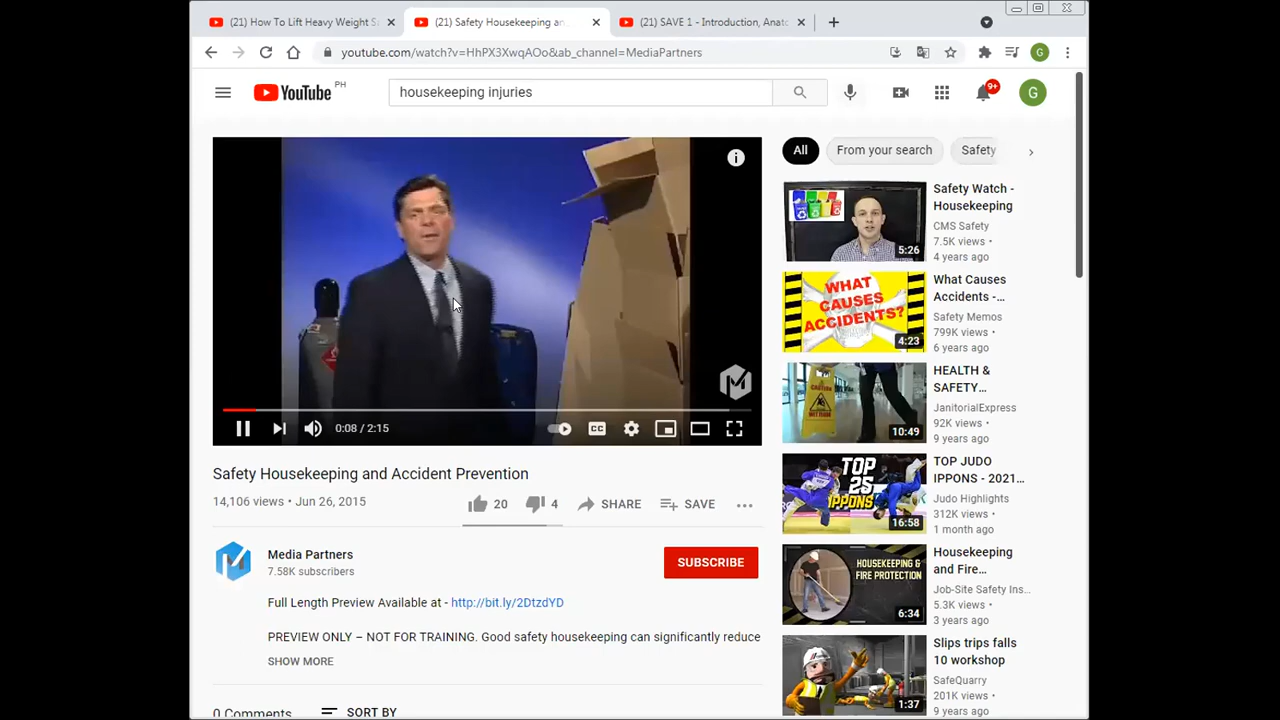 (21) How To Lift Heavy Weight S
(21) Safety Housekeeping an
(21) SAVE 1 - Introduction, Anato
youtube.com/watch?v=HhPX3XwqAOo&ab_channel=MediaPartners
G
YouTube PH
housekeeping injuries
9+
G
All
From your search
Safety
0:08 / 2:15
CC
Safety Housekeeping and Accident Prevention
14,106 views • Jun 26, 2015
20
4
SHARE
SAVE
Media Partners
7.58K subscribers
SUBSCRIBE
Full Length Preview Available at - http://bit.ly/2DtzdYD
PREVIEW ONLY – NOT FOR TRAINING. Good safety housekeeping can significantly reduce
SHOW MORE
0 Comments
SORT BY
5:26
Safety Watch -
Housekeeping
CMS Safety
7.5K views •
4 years ago
WHAT
CAUSES
ACCIDENTS?
4:23
What Causes
Accidents -...
Safety Memos
799K views •
6 years ago
CAUTION
10:49
HEALTH &
SAFETY...
JanitorialExpress
92K views •
9 years ago
TOP
25
IPPONS
16:58
TOP JUDO
IPPONS - 2021...
Judo Highlights
312K views •
1 month ago
HOUSEKEEPING &
FIRE PROTECTION
6:34
Housekeeping
and Fire...
Job-Site Safety Ins...
5.3K views •
3 years ago
1:37
Slips trips falls
10 workshop
SafeQuarry
201K views •
9 years ago